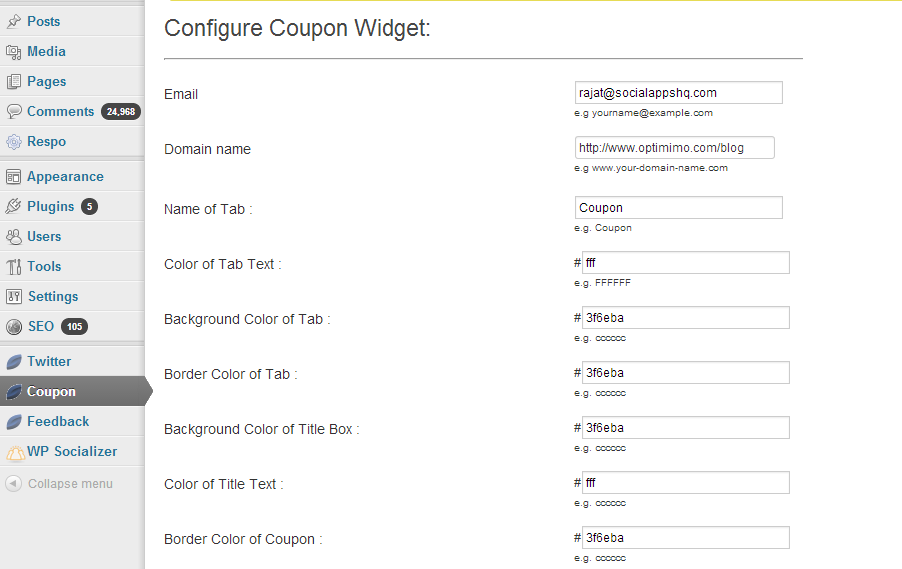 Posts
Media
Pages
Comments 24,968
Respo
Appearance
Plugins 5
Users
Tools
Settings
SEO 105
Twitter
Coupon
Feedback
WP Socializer
Collapse menu
Configure Coupon Widget:
Email
rajat@socialappshq.com
e.g yourname@example.com
Domain name
http://www.optimimo.com/blog
e.g www.your-domain-name.com
Name of Tab :
Coupon
e.g. Coupon
Color of Tab Text :
# fff
e.g. FFFFFF
Background Color of Tab :
# 3f6eba
e.g. cccccc
Border Color of Tab :
# 3f6eba
e.g. cccccc
Background Color of Title Box :
# 3f6eba
e.g. cccccc
Color of Title Text :
# fff
e.g. cccccc
Border Color of Coupon :
# 3f6eba
e.g. cccccc